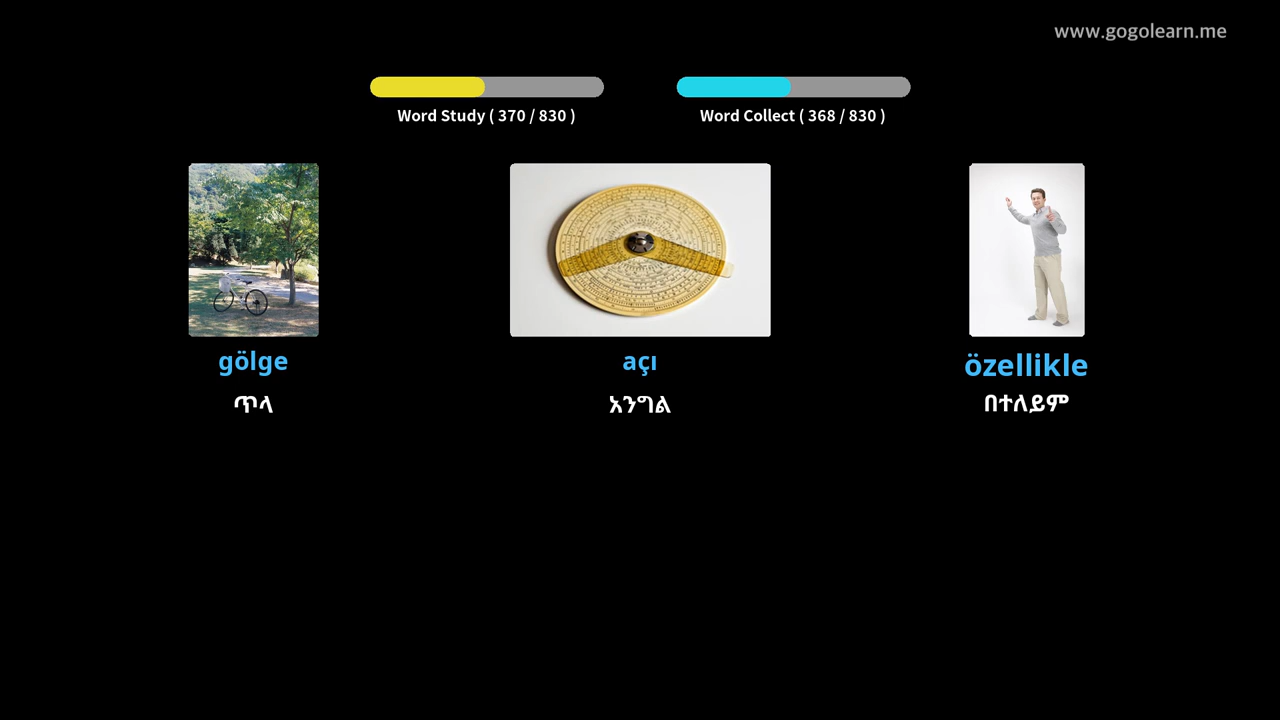 www.gogolearn.me
Word Study ( 370 / 830 )
Word Collect ( 368 / 830 )
gölge
açı
özellikle
ጥላ
አንግል
በተለይም